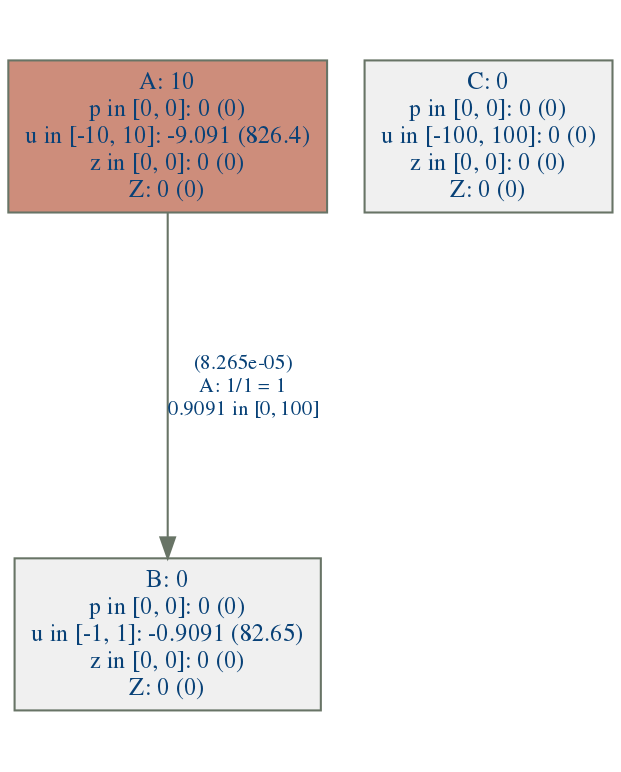 A: 10
p in [0, 0]: 0 (0)
u in [-10, 10]: -9.091 (826.4)
z in [0, 0]: 0 (0)
Z: 0 (0)
C: 0
p in [0, 0]: 0 (0)
u in [-100, 100]: 0 (0)
z in [0, 0]: 0 (0)
Z: 0 (0)
(8.265e-05)
A: 1/1 = 1
0.9091 in [0, 100]
B: 0
p in [0, 0]: 0 (0)
u in [-1, 1]: -0.9091 (82.65)
z in [0, 0]: 0 (0)
Z: 0 (0)